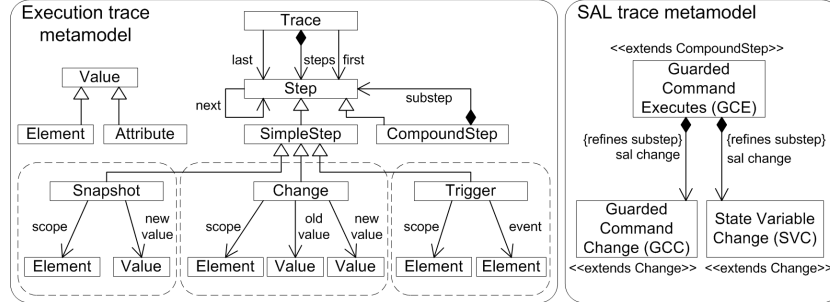 Execution trace
metamodel
Trace
last
steps
first
Value
Step
next
substep
Element
Attribute
SimpleStep
CompoundStep
Snapshot
Change
Trigger
scope
new
value
scope
old
value
new
value
scope
event
Element
Value
Element
Value
Value
Element
Element
SAL trace metamodel
<<extends CompoundStep>>
Guarded
Command
Executes (GCE)
{refines substep}
sal change
{refines substep}
sal change
Guarded
Command
Change (GCC)
State Variable
Change (SVC)
<<extends Change>>
<<extends Change>>